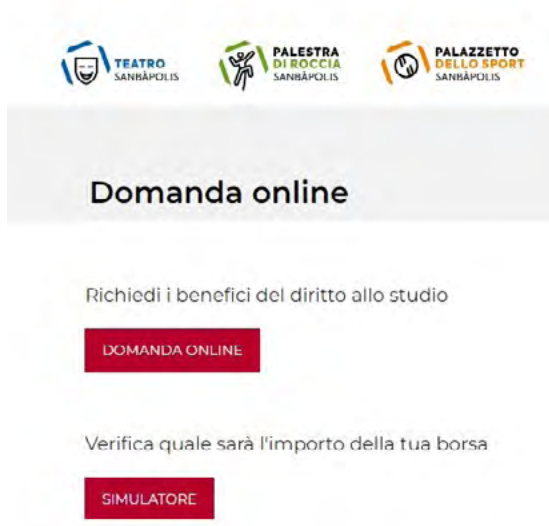 TEATRO
SANBÀPOLIS
PALESTRA
DI ROCCIA
SANBÀPOLIS
PALAZZETTO
DELLO SPORT
SANBÀPOLIS
Domanda online
Richiedi i benefici del diritto allo studio
DOMANDA ONLINE
Verifica quale sarà l'importo della tua borsa
SIMULATORE